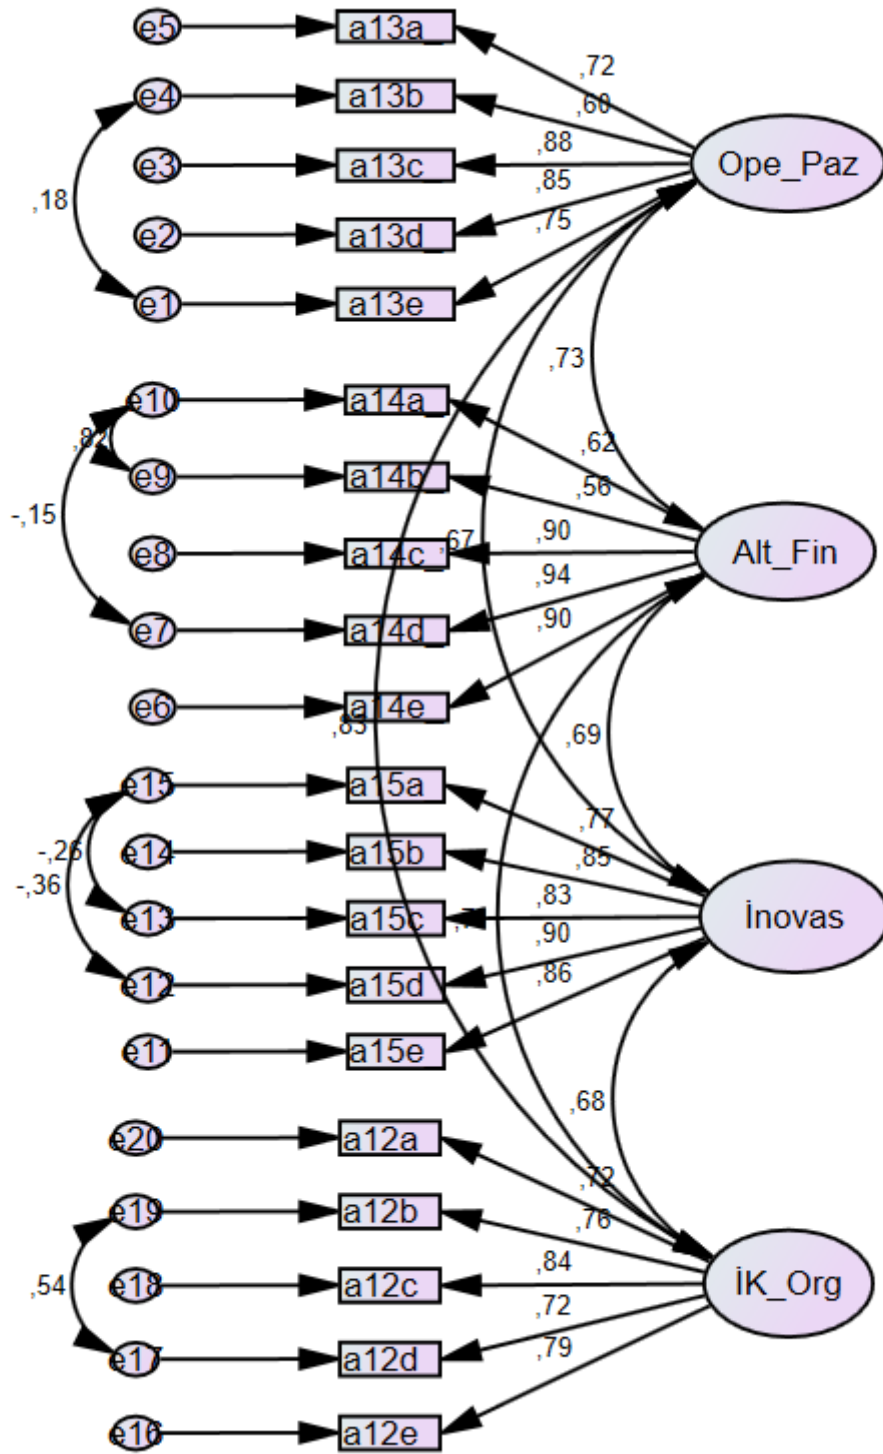 e5
a13a_
,72
e4
a13b
,60
e3
a13c_
,88
Ope_Paz
,18
e2
a13d_
,85
e1
a13e
,75
,73
e10
a14a_
,62
,82
e9
a14b_
,56
-,15
e8
a14c_
,67
,90
Alt_Fin
e7
a14d_
,94
e6
a14e_
,90
,69
e15
a15a
,77
-,26
e14
a15b
,85
-,36
e13
a15c
,83
İnovas
e12
a15d
,90
e11
a15e_
,86
,68
e20
a12a
,72
e19
a12b
,76
,54
e18
a12c
,84
İK_Org
e17
a12d
,72
e16
a12e
,79